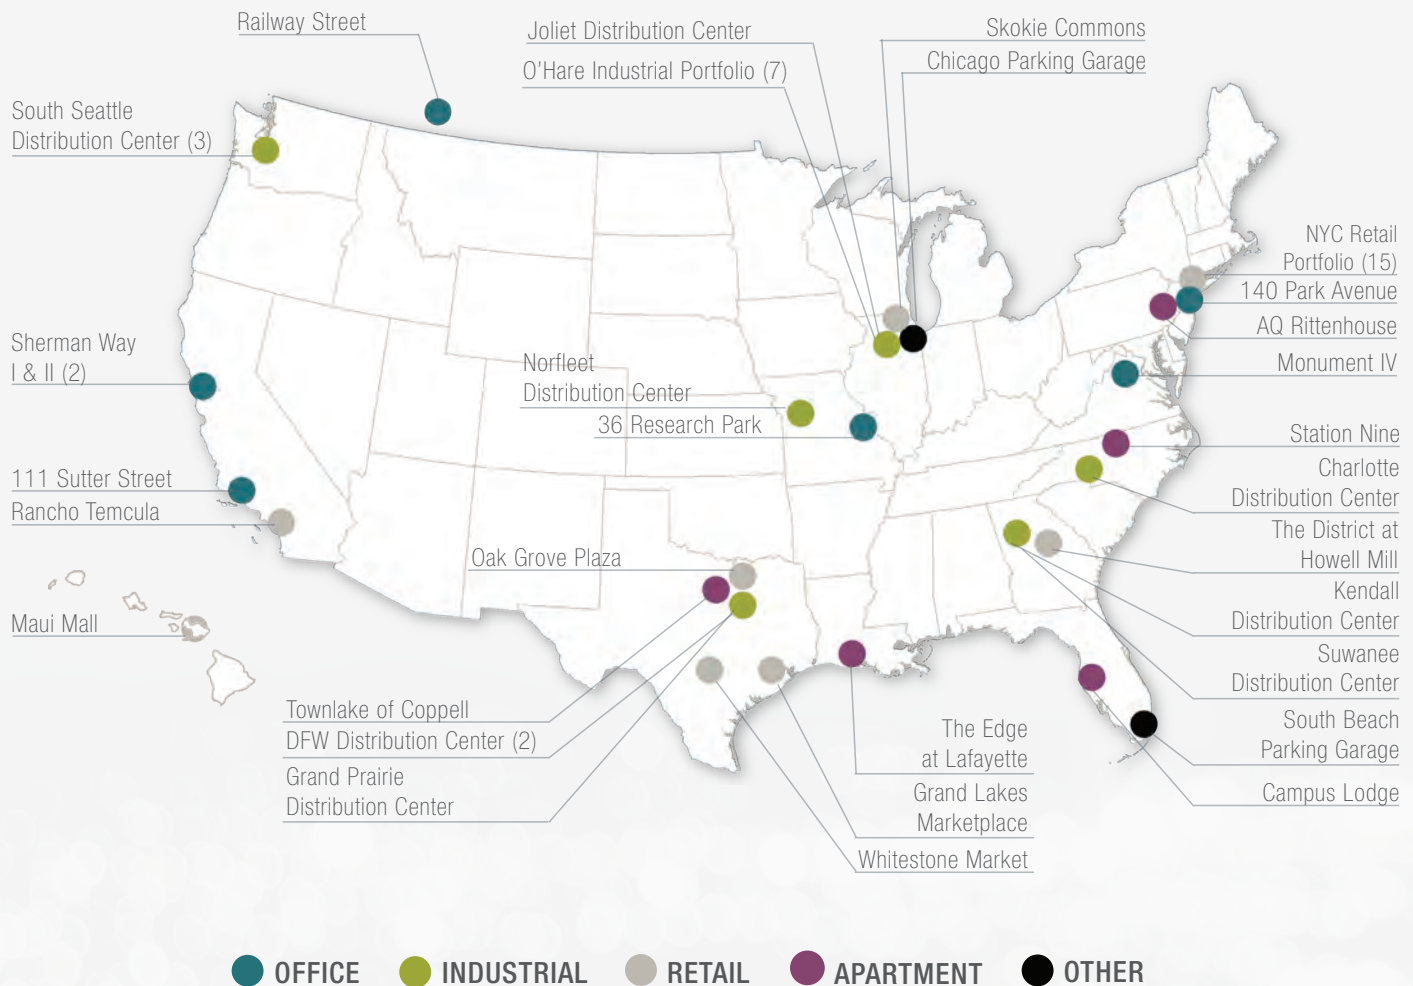 Railway Street
Joliet Distribution Center
O'Hare Industrial Portfolio (7)
Skokie Commons
Chicago Parking Garage
South Seattle
Distribution Center (3)
NYC Retail
Portfolio (15)
140 Park Avenue
AQ Rittenhouse
Monument IV
Sherman Way
I & II (2)
Norfleet
Distribution Center
36 Research Park
Station Nine
Charlotte
Distribution Center
111 Sutter Street
Rancho Temcula
The District at
Howell Mill
Oak Grove Plaza
Kendall
Distribution Center
Maui Mall
Suwanee
Distribution Center
Townlake of Coppell
DFW Distribution Center (2)
Grand Prairie
Distribution Center
The Edge
at Lafayette
Grand Lakes
Marketplace
Whitestone Market
South Beach
Parking Garage
Campus Lodge
OFFICE
INDUSTRIAL
RETAIL
APARTMENT
OTHER